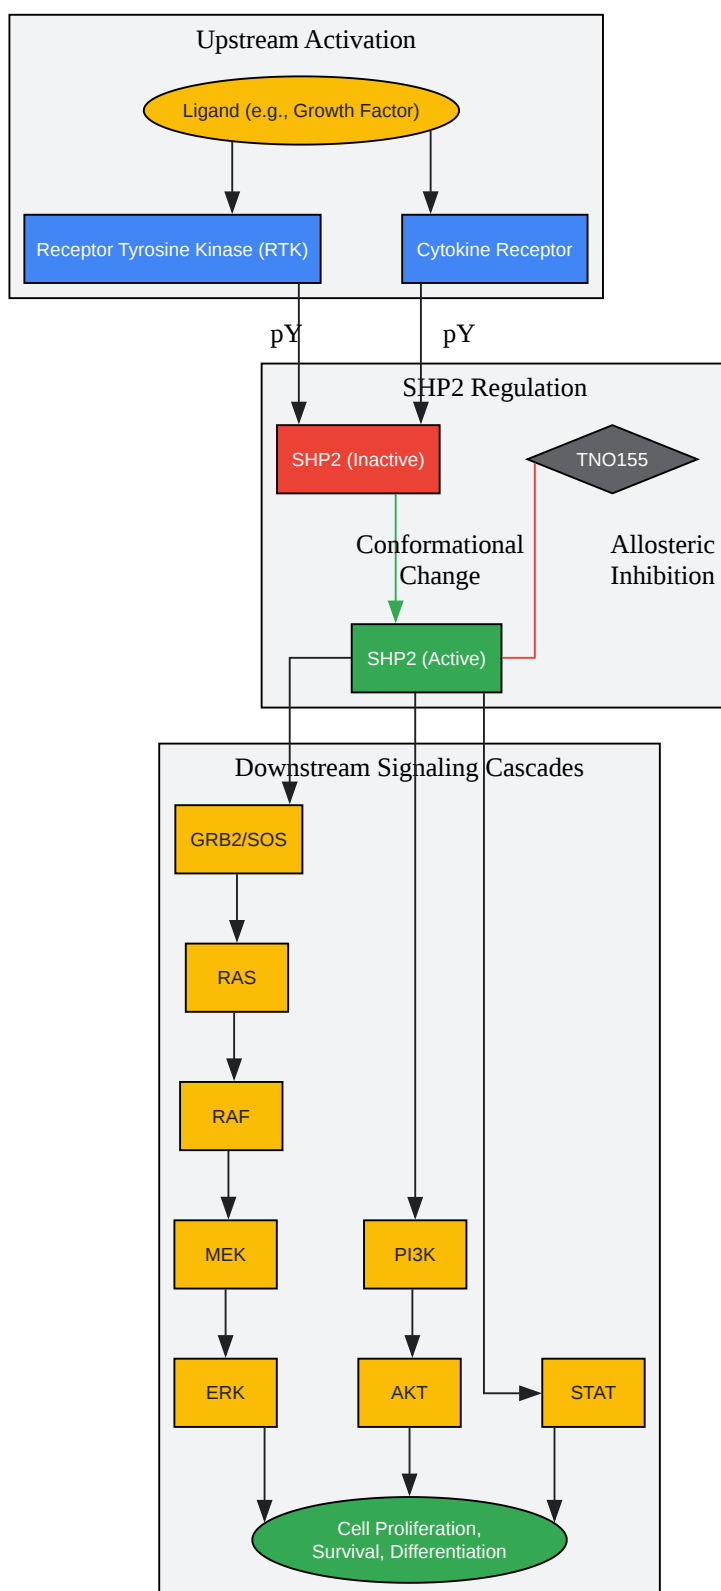 Upstream Activation
Ligand (e.g., Growth Factor)
Receptor Tyrosine Kinase (RTK)
Cytokine Receptor
pY
pY
SHP2 Regulation
SHP2 (Inactive)
TNO155
Conformational
Change
Allosteric
Inhibition
SHP2 (Active)
Downstream Signaling Cascades
GRB2/SOS
RAS
RAF
MEK
PI3K
ERK
AKT
STAT
Cell Proliferation,
Survival, Differentiation